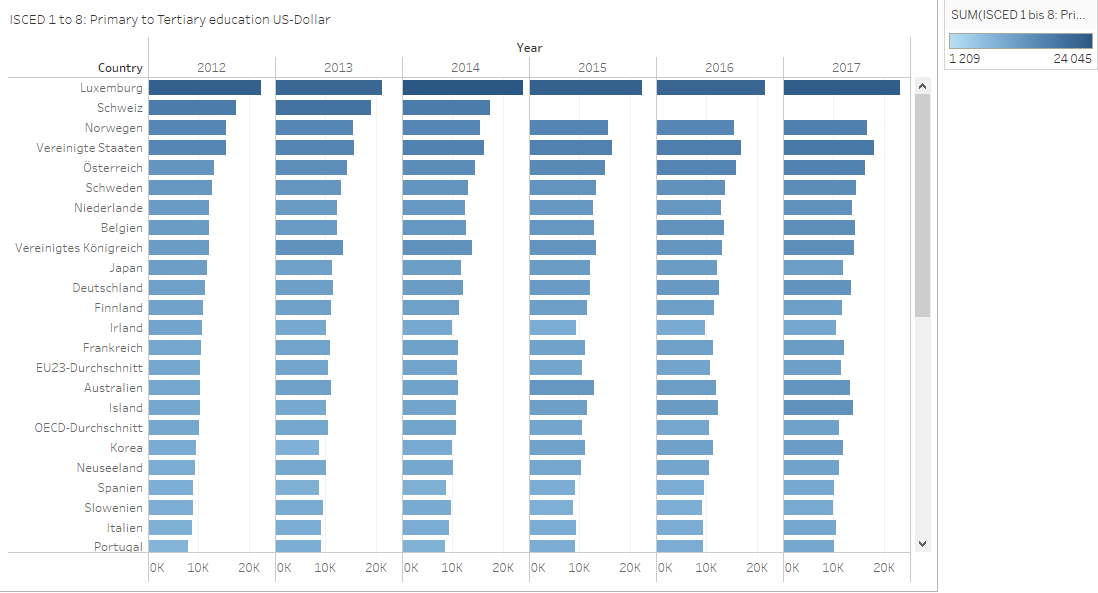 ISCED 1 to 8: Primary to Tertiary education US-Dollar
SUM(ISCED 1 bis 8: Pri...
1 209 24 045
Year
Country 2012 2013 2014 2015 2016 2017
Luxemburg
Schweiz
Norwegen
Vereinigte Staaten
Österreich
Schweden
Niederlande
Belgien
Vereinigtes Königreich
Japan
Deutschland
Finnland
Irland
Frankreich
EU23-Durchschnitt
Australien
Island
OECD-Durchschnitt
Korea
Neuseeland
Spanien
Slowenien
Italien
Portugal
0K 10K 20K 0K 10K 20K 0K 10K 20K 0K 10K 20K 0K 10K 20K 0K 10K 20K